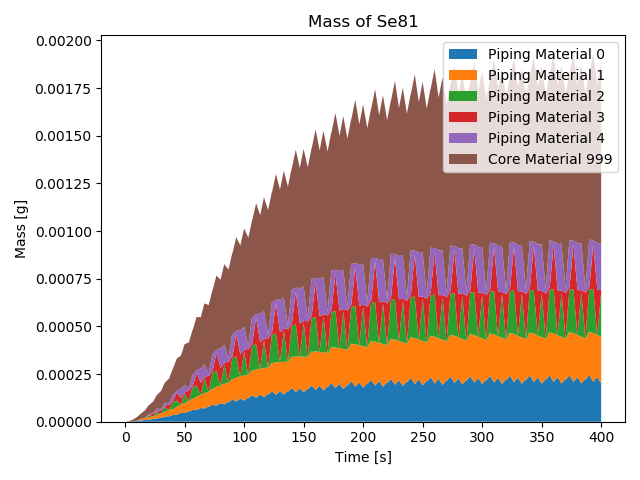 Mass of Se81
Piping Material 0
Piping Material 1
Piping Material 2
Piping Material 3
Piping Material 4
Core Material 999
Mass [g]
0.00200
0.00175
0.00150
0.00125
0.00100
0.00075
0.00050
0.00025
0.00000
0 50 100 150 200 250 300 350 400
Time [s]